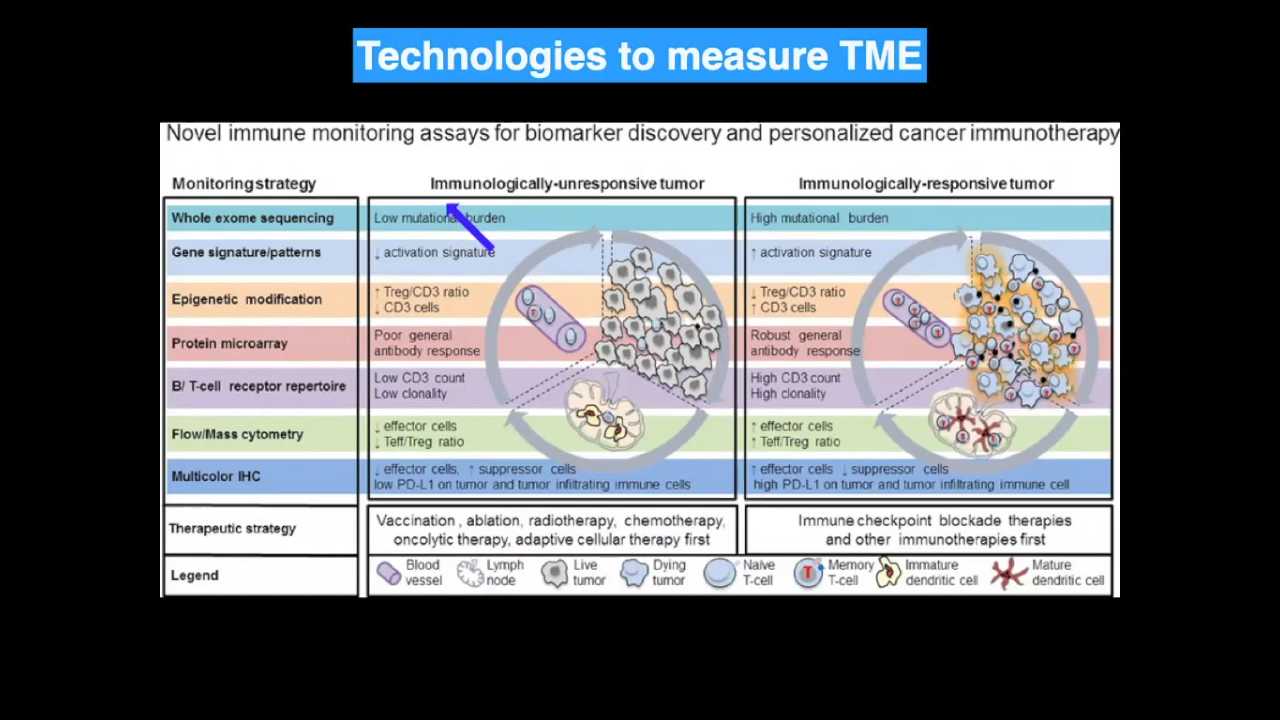 Technologies to measure TME
Novel immune monitoring assays for biomarker discovery and personalized cancer immunotherapy
Monitoring strategy
Immunologically-unresponsive tumor
Immunologically-responsive tumor
Whole exome sequencing
Low mutational burden
High mutational burden
Gene signature/patterns
↓ activation signature
↑ activation signature
Epigenetic modification
↑ Treg/CD3 ratio
↓ CD3 cells
↓ Treg/CD3 ratio
↑ CD3 cells
Protein microarray
Poor general
antibody response
Robust general
antibody response
B/ T-cell receptor repertoire
Low CD3 count
Low clonality
High CD3 count
High clonality
Flow/Mass cytometry
↓ effector cells
↓ Teff/Treg ratio
↑ effector cells
↑ Teff/Treg ratio
Multicolor IHC
↓ effector cells, ↑ suppressor cells
low PD-L1 on tumor and tumor infiltrating immune cells
↑ effector cells ↓ suppressor cells
high PD-L1 on tumor and tumor infiltrating immune cell
Therapeutic strategy
Vaccination, ablation, radiotherapy, chemotherapy,
oncolytic therapy, adaptive cellular therapy first
Immune checkpoint blockade therapies
and other immunotherapies first
Legend
Blood
vessel
Lymph
node
Live
tumor
Dying
tumor
Naive
T-cell
T
Memory
T-cell
Immature
dendritic cell
Mature
dendritic cell